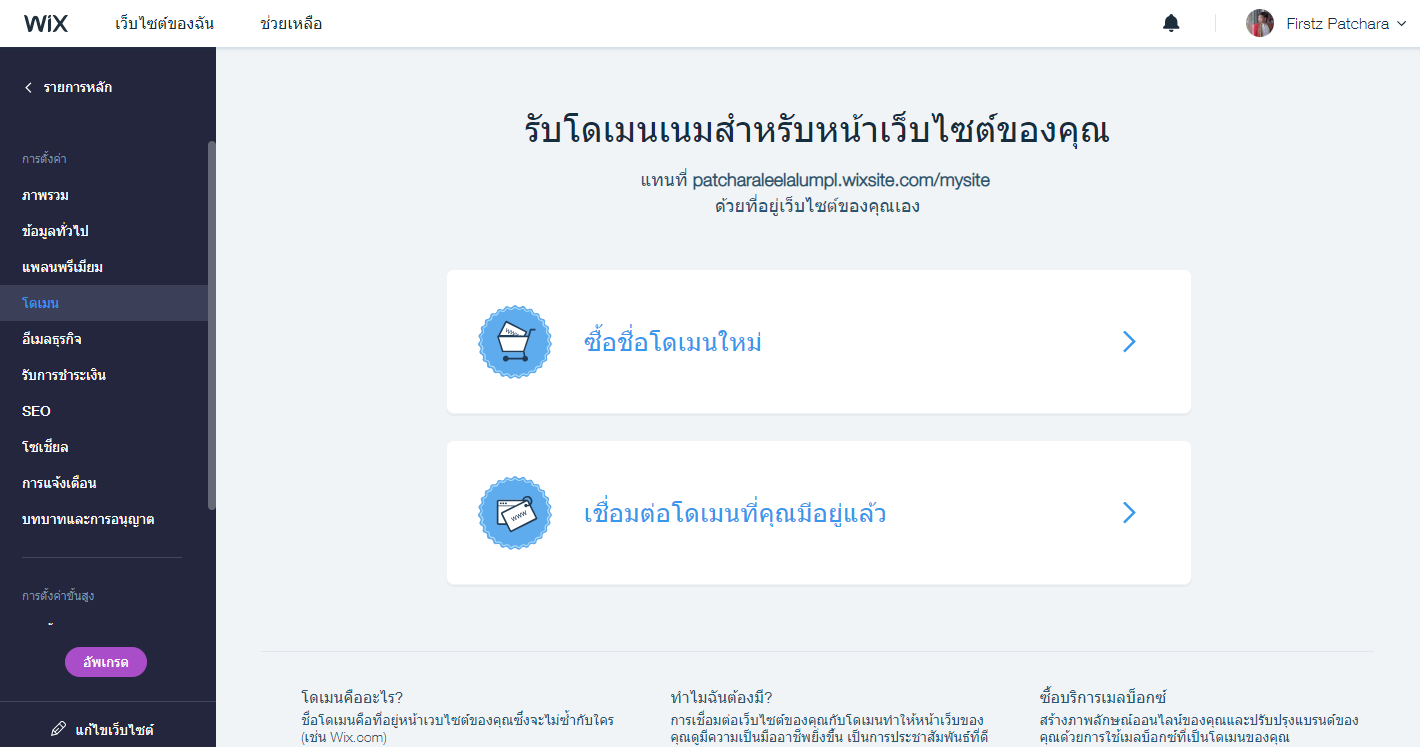 WiX
เว็บไซต์ของฉัน
ช่วยเหลือ
Firstz Patchara
รายการหลัก
การตั้งค่า
ภาพรวม
ข้อมูลทั่วไป
แพลนพรีเมียม
โดเมน
อีเมลธุรกิจ
รับการชำระเงิน
SEO
โซเชียล
การแจ้งเตือน
บทบาทและการอนุญาต
การตั้งค่าขั้นสูง
อัพเกรด
แก้ไขเว็บไซต์
รับโดเมนเนมสำหรับหน้าเว็บไซต์ของคุณ
แทนที่ patcharaleelalumpl.wixsite.com/mysite
ด้วยที่อยู่เว็บไซต์ของคุณเอง
www
ซื้อชื่อโดเมนใหม่
www
เชื่อมต่อโดเมนที่คุณมีอยู่แล้ว
โดเมนคืออะไร?
ชื่อโดเมนคือที่อยู่หน้าเวบไซต์ของคุณซึ่งจะไม่ซ้ำกับใคร
(เช่น Wix.com)
ทำไมฉันต้องมี?
การเชื่อมต่อเว็บไซต์ของคุณกับโดเมนทำให้หน้าเว็บของ
คุณดูมีความเป็นมืออาชีพยิ่งขึ้น เป็นการประชาสัมพันธ์ที่ดี
ซื้อบริการเมลบ็อกซ์
สร้างภาพลักษณ์ออนไลน์ของคุณและปรับปรุงแบรนด์ของ
คุณด้วยการใช้เมลบ็อกซ์ที่เป็นโดเมนของคุณ